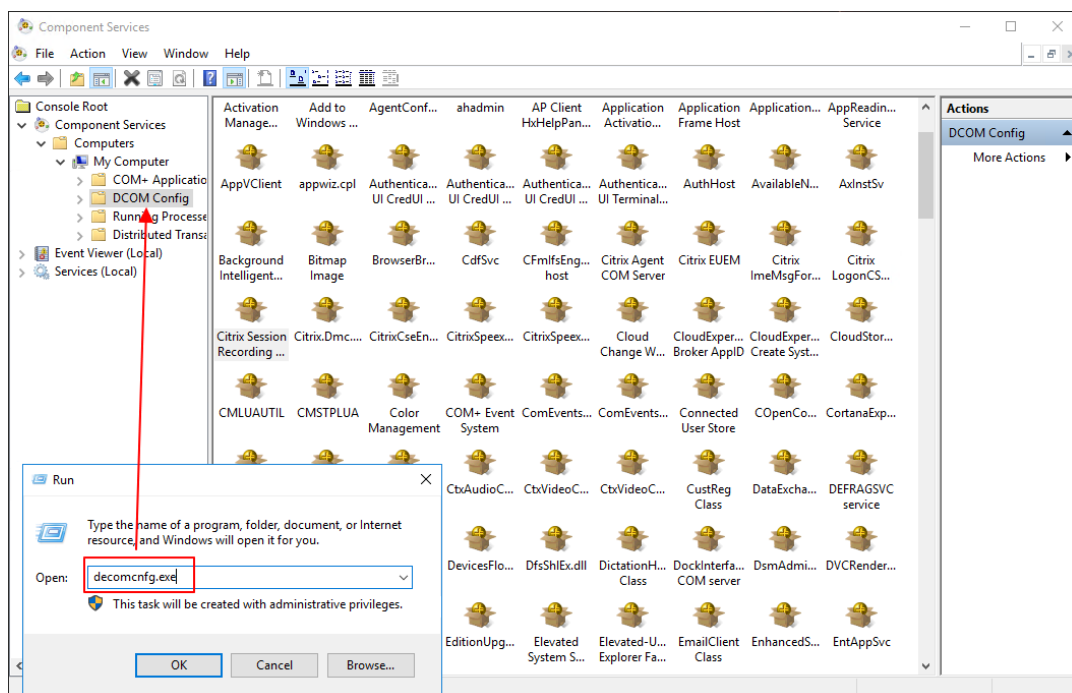 Component Services
File Action View Window Help
Console Root
Component Services
Computers
My Computer
COM+ Applicatio
DCOM Config
Running Processe
Distributed Transa
Event Viewer (Local)
Services (Local)
Activation Add to AgentConf... ahadmin AP Client Application Application Application... AppReadin...
Manage... Windows ... HxHelpPan... Activatio... Frame Host Service
AppVClient appwiz.cpl Authentica... Authentica... Authentica... Authentica... AuthHost AvailableN... AxInstSv
UI CredUI ... UI CredUI ... UI CredUI ... UI Terminal...
Background Bitmap BrowserBr... CdfSvc CFmIfsEng... Citrix Agent Citrix EUEM Citrix Citrix
Intelligent... Image host COM Server ImeMsgFor... LogonCS...
Citrix Session Citrix.Dmc.... CitrixCseEn... CitrixSpeex... CitrixSpeex... Cloud CloudExper... CloudExper... CloudStor...
Recording ... Change W... Broker AppID Create Syst...
CMLUAUTIL CMSTPLUA Color COM+ Event ComEvents... ComEvents... Connected COpenCo... CortanaExp...
Management System User Store
CtxAudioC... CtxVideoC... CtxVideoC... CustReg DataExcha... DEFRAGSVC
Class service
DevicesFlo... DfsShlEx.dll DictationH... DockInterfa... DsmAdmi... DVCRender...
Class COM server
EditionUpg... Elevated Elevated-U... EmailClient EnhancedS... EntAppSvc
System S... Explorer Fa... Class
Actions
DCOM Config
More Actions
Run
Type the name of a program, folder, document, or Internet
resource, and Windows will open it for you.
Open: decomcnfg.exe
This task will be created with administrative privileges.
OK Cancel Browse...